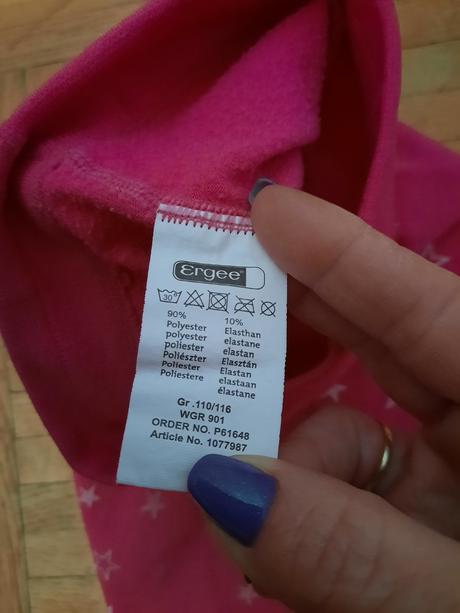 Ergee
30°
90% 10%
Polyester Elasthan
Polyester elastane
poliester elastan
Poliészter Elasztán
Poliester Elastan
Poliestere elastaan
élastane
Gr .110/116
WGR 901
ORDER NO. P61648
Article No. 1077987